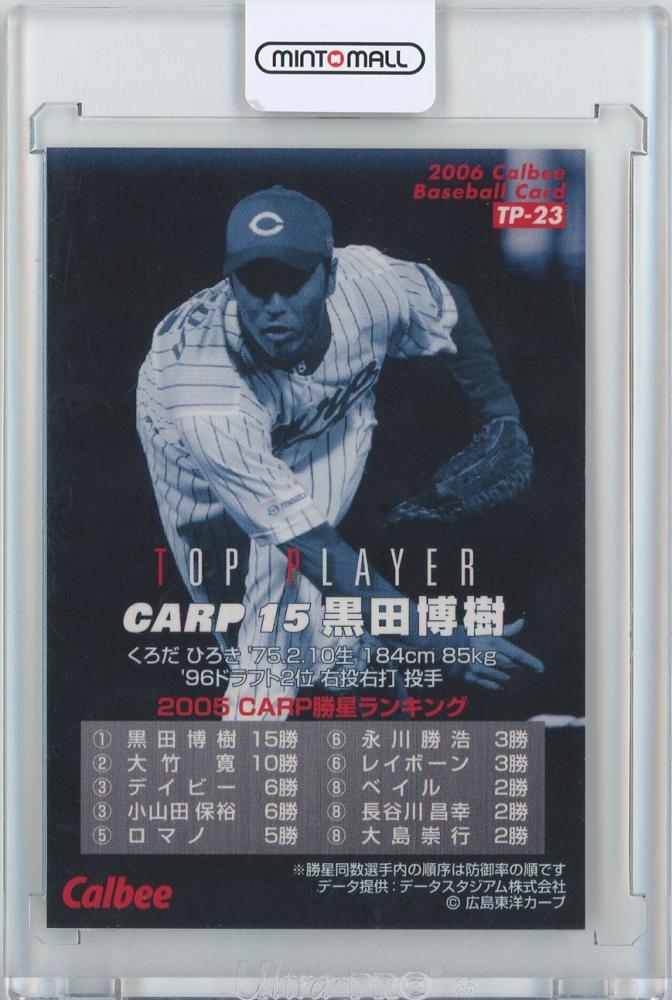 MINTOMALL
2006 Calbee
Baseball Card
TP-23
TOP PLAYER
CARP 15 黒田博樹
くろだ ひろき '75.2.10生 184cm 85kg
'96ドラフト2位 右投右打 投手
2005 CARP勝星ランキング
① 黒田博樹 15勝 ⑥ 永川勝浩 3勝
② 大竹 寛 10勝 ⑥ レイボーン 3勝
③ デイビー 6勝 ⑧ ベイル 2勝
③ 小山田保裕 6勝 ⑧ 長谷川昌幸 2勝
⑤ ロマノ 5勝 ⑧ 大島崇行 2勝
※勝星同数選手内の順序は防御率の順です
データ提供：データスタジアム株式会社
© 広島東洋カープ
Calbee
Ultra-PRO® 35